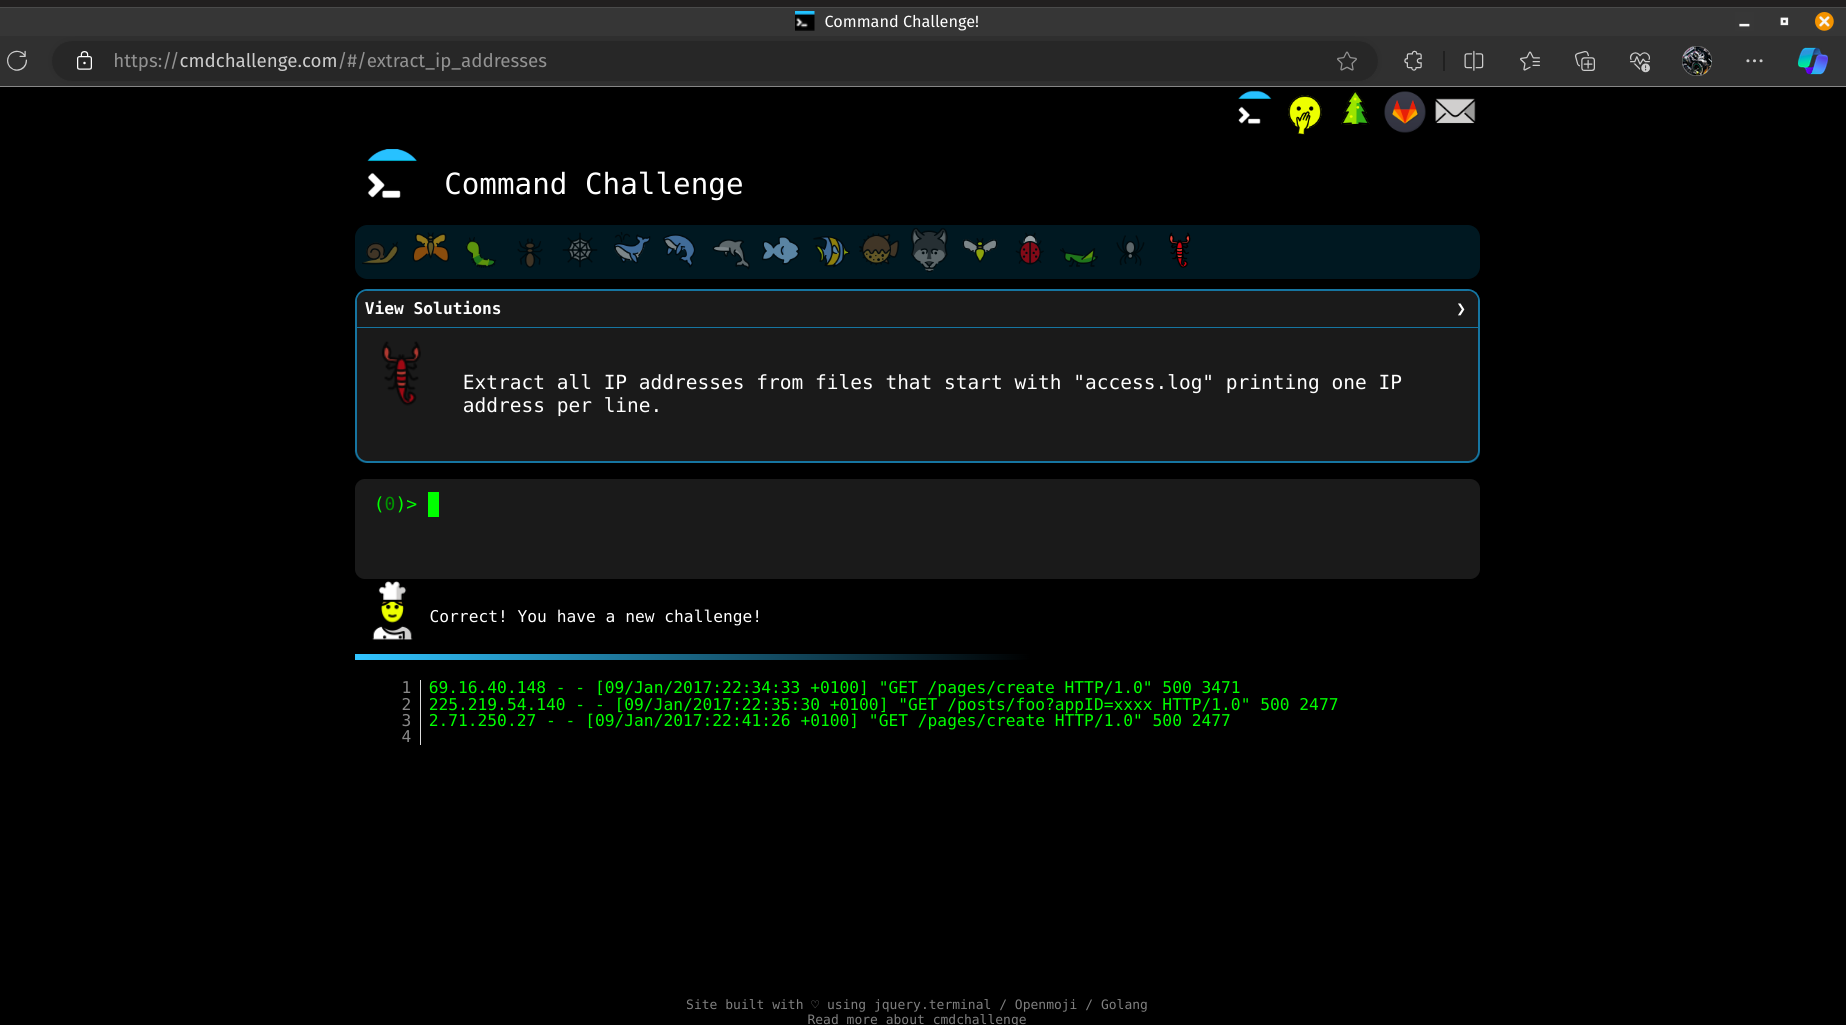 Command Challenge!
https://cmdchallenge.com/#/extract_ip_addresses
Command Challenge
View Solutions
Extract all IP addresses from files that start with "access.log" printing one IP
address per line.
(0)>
Correct! You have a new challenge!
1 69.16.40.148 - - [09/Jan/2017:22:34:33 +0100] "GET /pages/create HTTP/1.0" 500 3471
2 225.219.54.140 - - [09/Jan/2017:22:35:30 +0100] "GET /posts/foo?appID=xxxx HTTP/1.0" 500 2477
3 2.71.250.27 - - [09/Jan/2017:22:41:26 +0100] "GET /pages/create HTTP/1.0" 500 2477
4
Site built with ♡ using jquery.terminal / Openmoji / Golang
Read more about cmdchallenge